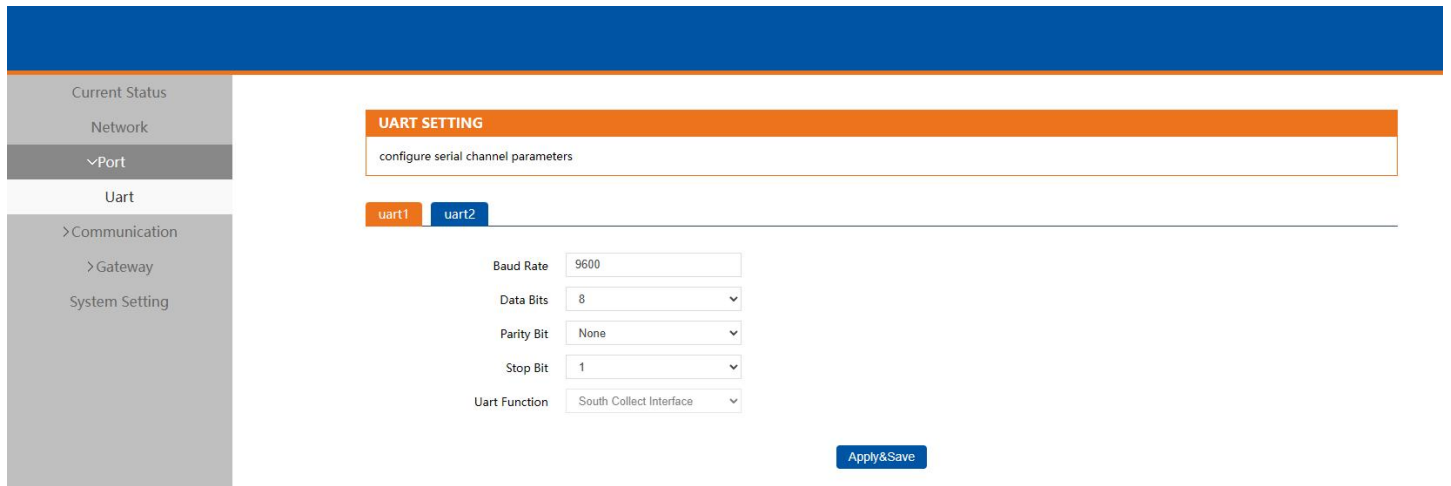 Current Status
Network
Port
Uart
Communication
Gateway
System Setting
UART SETTING
configure serial channel parameters
uart1 uart2
Baud Rate 9600
Data Bits 8
Parity Bit None
Stop Bit 1
Uart Function South Collect Interface
Apply&Save